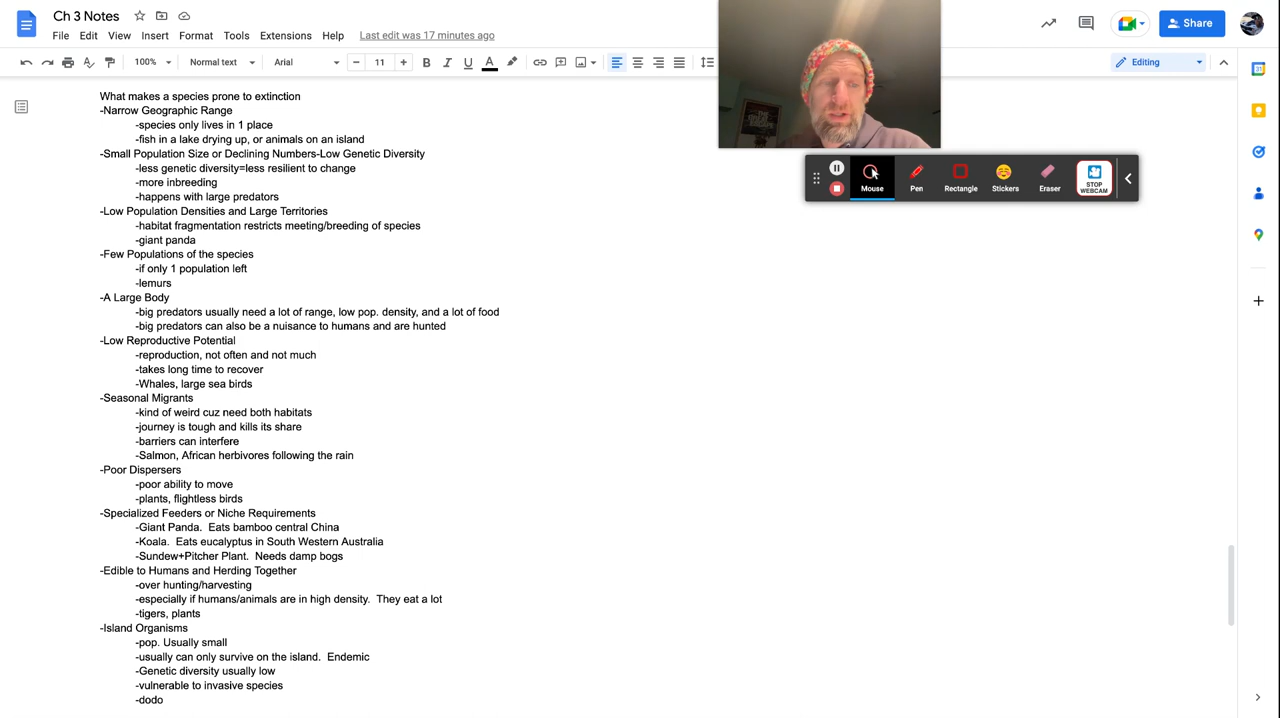 Ch 3 Notes
File Edit View Insert Format Tools Extensions Help Last edit was 17 minutes ago
Share
100% Normal text Arial 11 B I U A Editing
Mouse Pen Rectangle Stickers Eraser STOP WEBCAM
What makes a species prone to extinction
-Narrow Geographic Range
-species only lives in 1 place
-fish in a lake drying up, or animals on an island
-Small Population Size or Declining Numbers-Low Genetic Diversity
-less genetic diversity=less resilient to change
-more inbreeding
-happens with large predators
-Low Population Densities and Large Territories
-habitat fragmentation restricts meeting/breeding of species
-giant panda
-Few Populations of the species
-if only 1 population left
-lemurs
-A Large Body
-big predators usually need a lot of range, low pop. density, and a lot of food
-big predators can also be a nuisance to humans and are hunted
-Low Reproductive Potential
-reproduction, not often and not much
-takes long time to recover
-Whales, large sea birds
-Seasonal Migrants
-kind of weird cuz need both habitats
-journey is tough and kills its share
-barriers can interfere
-Salmon, African herbivores following the rain
-Poor Dispersers
-poor ability to move
-plants, flightless birds
-Specialized Feeders or Niche Requirements
-Giant Panda.  Eats bamboo central China
-Koala.  Eats eucalyptus in South Western Australia
-Sundew+Pitcher Plant.  Needs damp bogs
-Edible to Humans and Herding Together
-over hunting/harvesting
-especially if humans/animals are in high density.  They eat a lot
-tigers, plants
-Island Organisms
-pop. Usually small
-usually can only survive on the island.  Endemic
-Genetic diversity usually low
-vulnerable to invasive species
-dodo